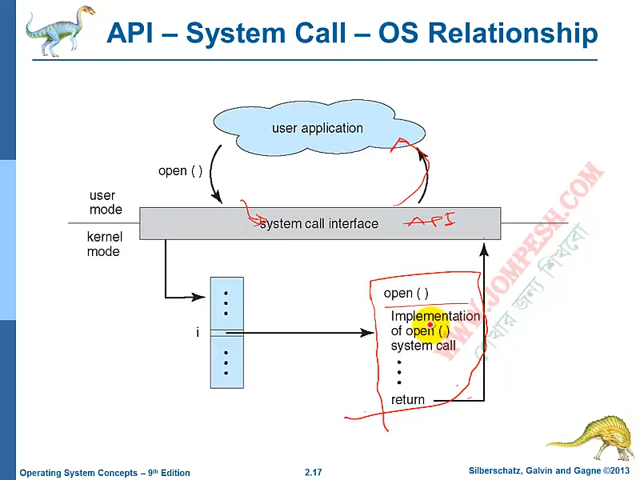 API – System Call – OS Relationship
user application
open ( )
user
mode
system call interface
API
kernel
mode
open ( )
i
Implementation
of open ( )
system call
return
WWW.JOMPESH.COM
শেখার জন্য শিখবো
Operating System Concepts – 9th Edition
2.17
Silberschatz, Galvin and Gagne ©2013